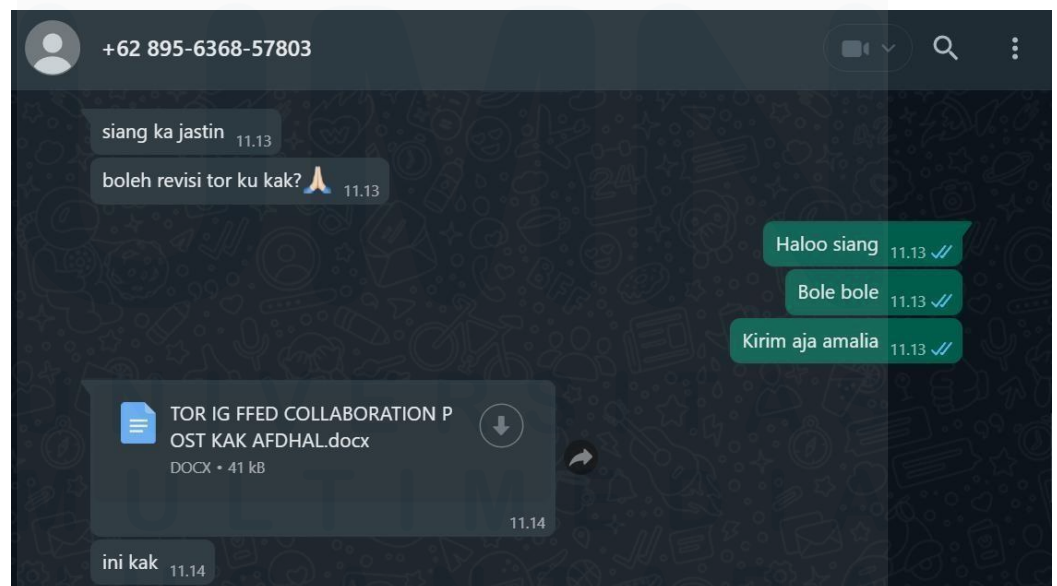 +62 895-6368-57803
siang ka jastin 11.13
boleh revisi tor ku kak?🙏🏻 11.13
Haloo siang 11.13
Bole bole 11.13
Kirim aja amalia 11.13
TOR IG FFED COLLABORATION P
OST KAK AFDHAL.docx
DOCX • 41 kB
11.14
ini kak 11.14